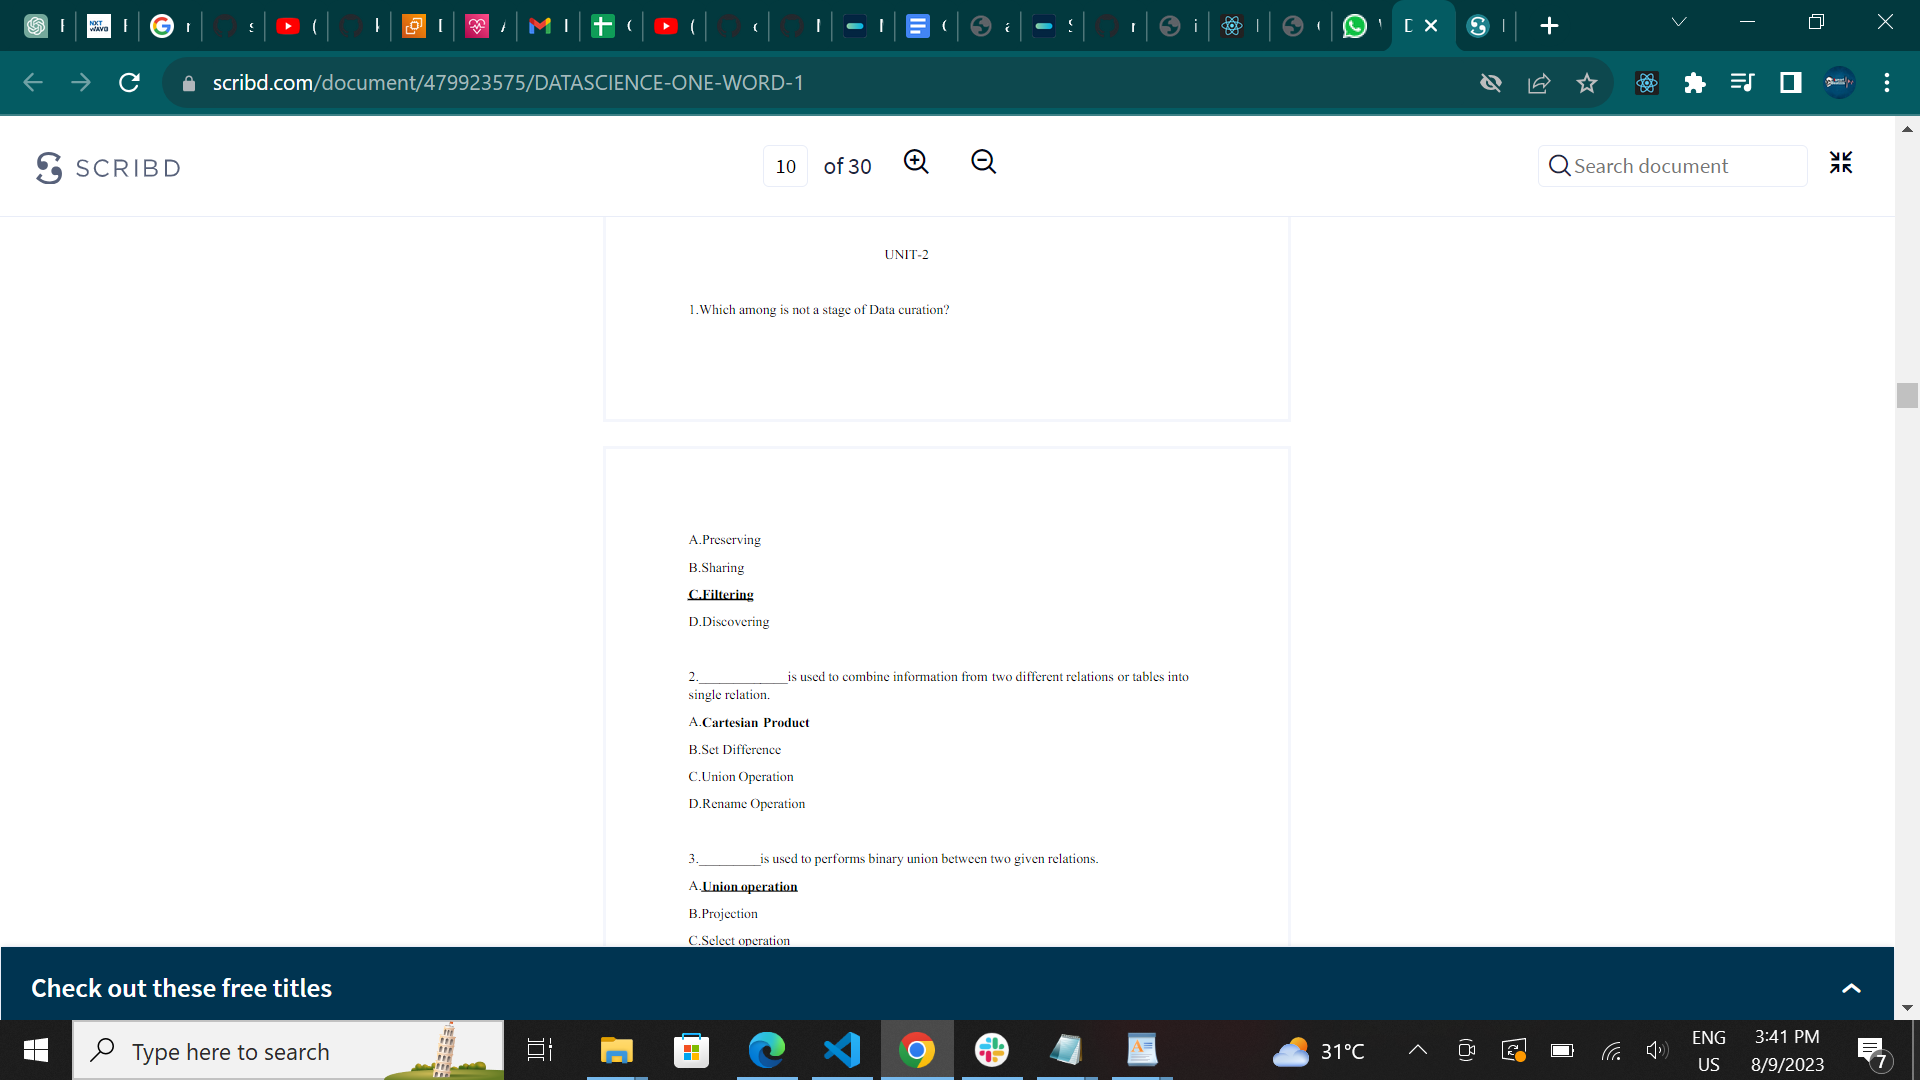 scribd.com/document/479923575/DATASCIENCE-ONE-WORD-1
SCRIBD
10 of 30
Search document
UNIT-2
1.Which among is not a stage of Data curation?
A.Preserving
B.Sharing
C.Filtering
D.Discovering
2.____________is used to combine information from two different relations or tables into
single relation.
A.Cartesian Product
B.Set Difference
C.Union Operation
D.Rename Operation
3.________is used to performs binary union between two given relations.
A.Union operation
B.Projection
C.Select operation
Check out these free titles
Type here to search
31°C
ENG
US
3:41 PM
8/9/2023
7